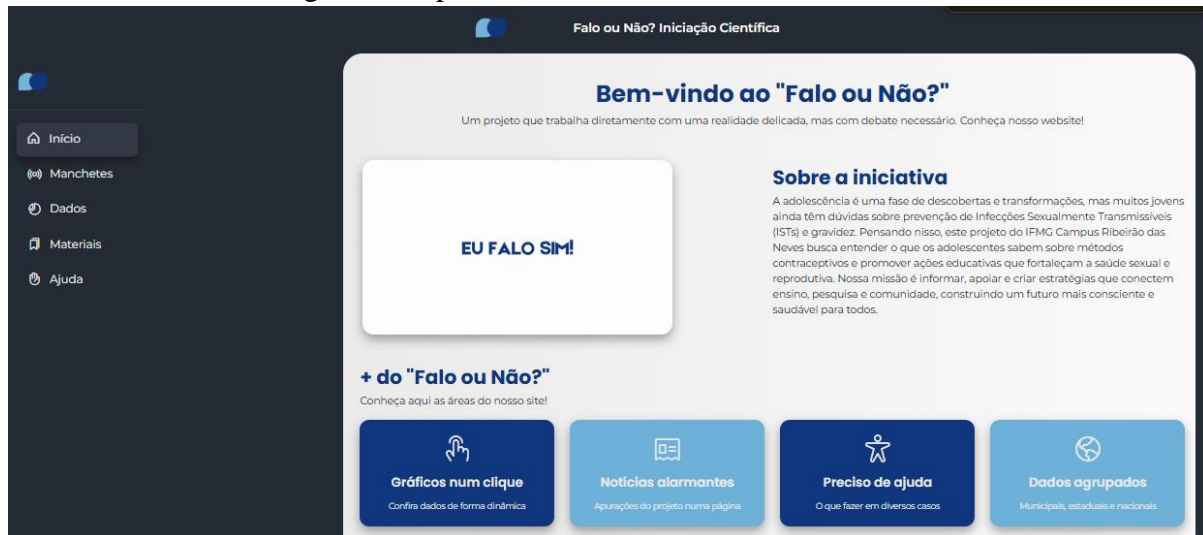 Falo ou Não? Iniciação Científica
Início
Manchetes
Dados
Materiais
Ajuda
Bem-vindo ao "Falo ou Não?"
Um projeto que trabalha diretamente com uma realidade delicada, mas com debate necessário. Conheça nosso website!
EU FALO SIM!
Sobre a iniciativa
A adolescência é uma fase de descobertas e transformações, mas muitos jovens
ainda têm dúvidas sobre prevenção de Infecções Sexualmente Transmissíveis
(ISTs) e gravidez. Pensando nisso, este projeto do IFMG Campus Ribeirão das
Neves busca entender o que os adolescentes sabem sobre métodos
contraceptivos e promover ações educativas que fortaleçam a saúde sexual e
reprodutiva. Nossa missão é informar, apoiar e criar estratégias que conectem
ensino, pesquisa e comunidade, construindo um futuro mais consciente e
saudável para todos.
+ do "Falo ou Não?"
Conheça aqui as áreas do nosso site!
Gráficos num clique
Confira dados de forma dinâmica
Notícias alarmantes
Apurações do projeto numa página
Preciso de ajuda
O que fazer em diversos casos
Dados agrupados
Municipais, estaduais e nacionais